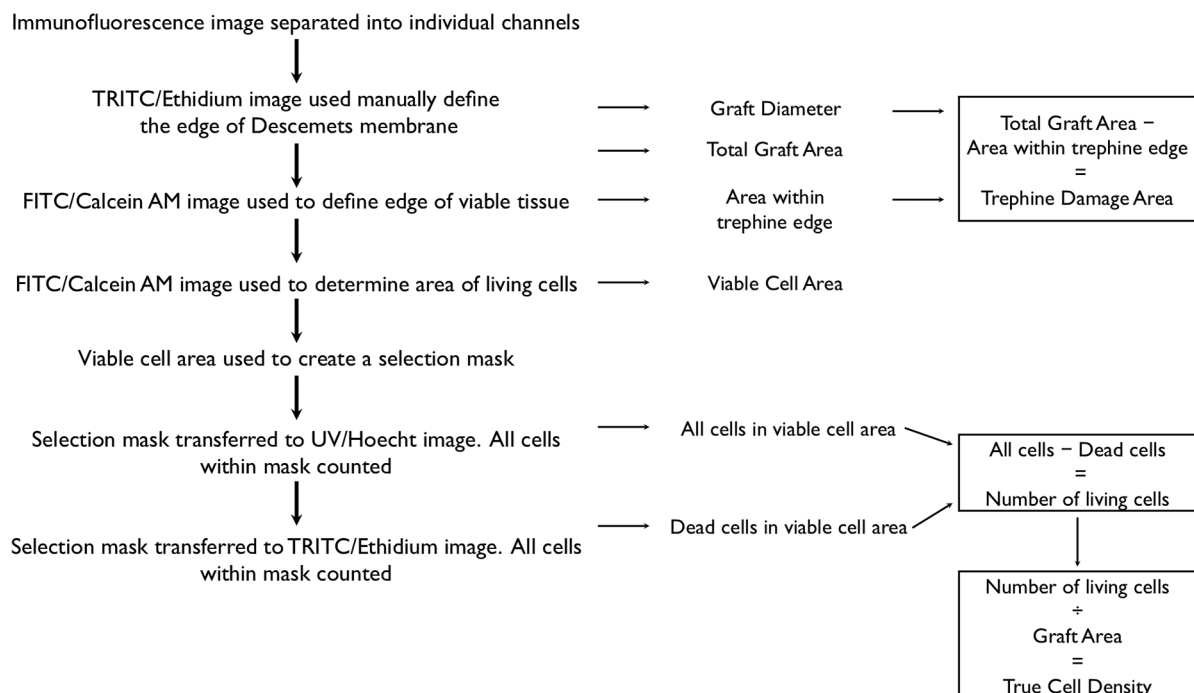 Immunofluorescence image separated into individual channels
TRITC/Ethidium image used manually define
the edge of Descemets membrane
Graft Diameter
Total Graft Area
Total Graft Area −
Area within trephine edge
=
Trephine Damage Area
FITC/Calcein AM image used to define edge of viable tissue
Area within
trephine edge
FITC/Calcein AM image used to determine area of living cells
Viable Cell Area
Viable cell area used to create a selection mask
Selection mask transferred to UV/Hoecht image. All cells
within mask counted
All cells in viable cell area
All cells − Dead cells
=
Number of living cells
Selection mask transferred to TRITC/Ethidium image. All cells
within mask counted
Dead cells in viable cell area
Number of living cells
÷
Graft Area
=
True Cell Density